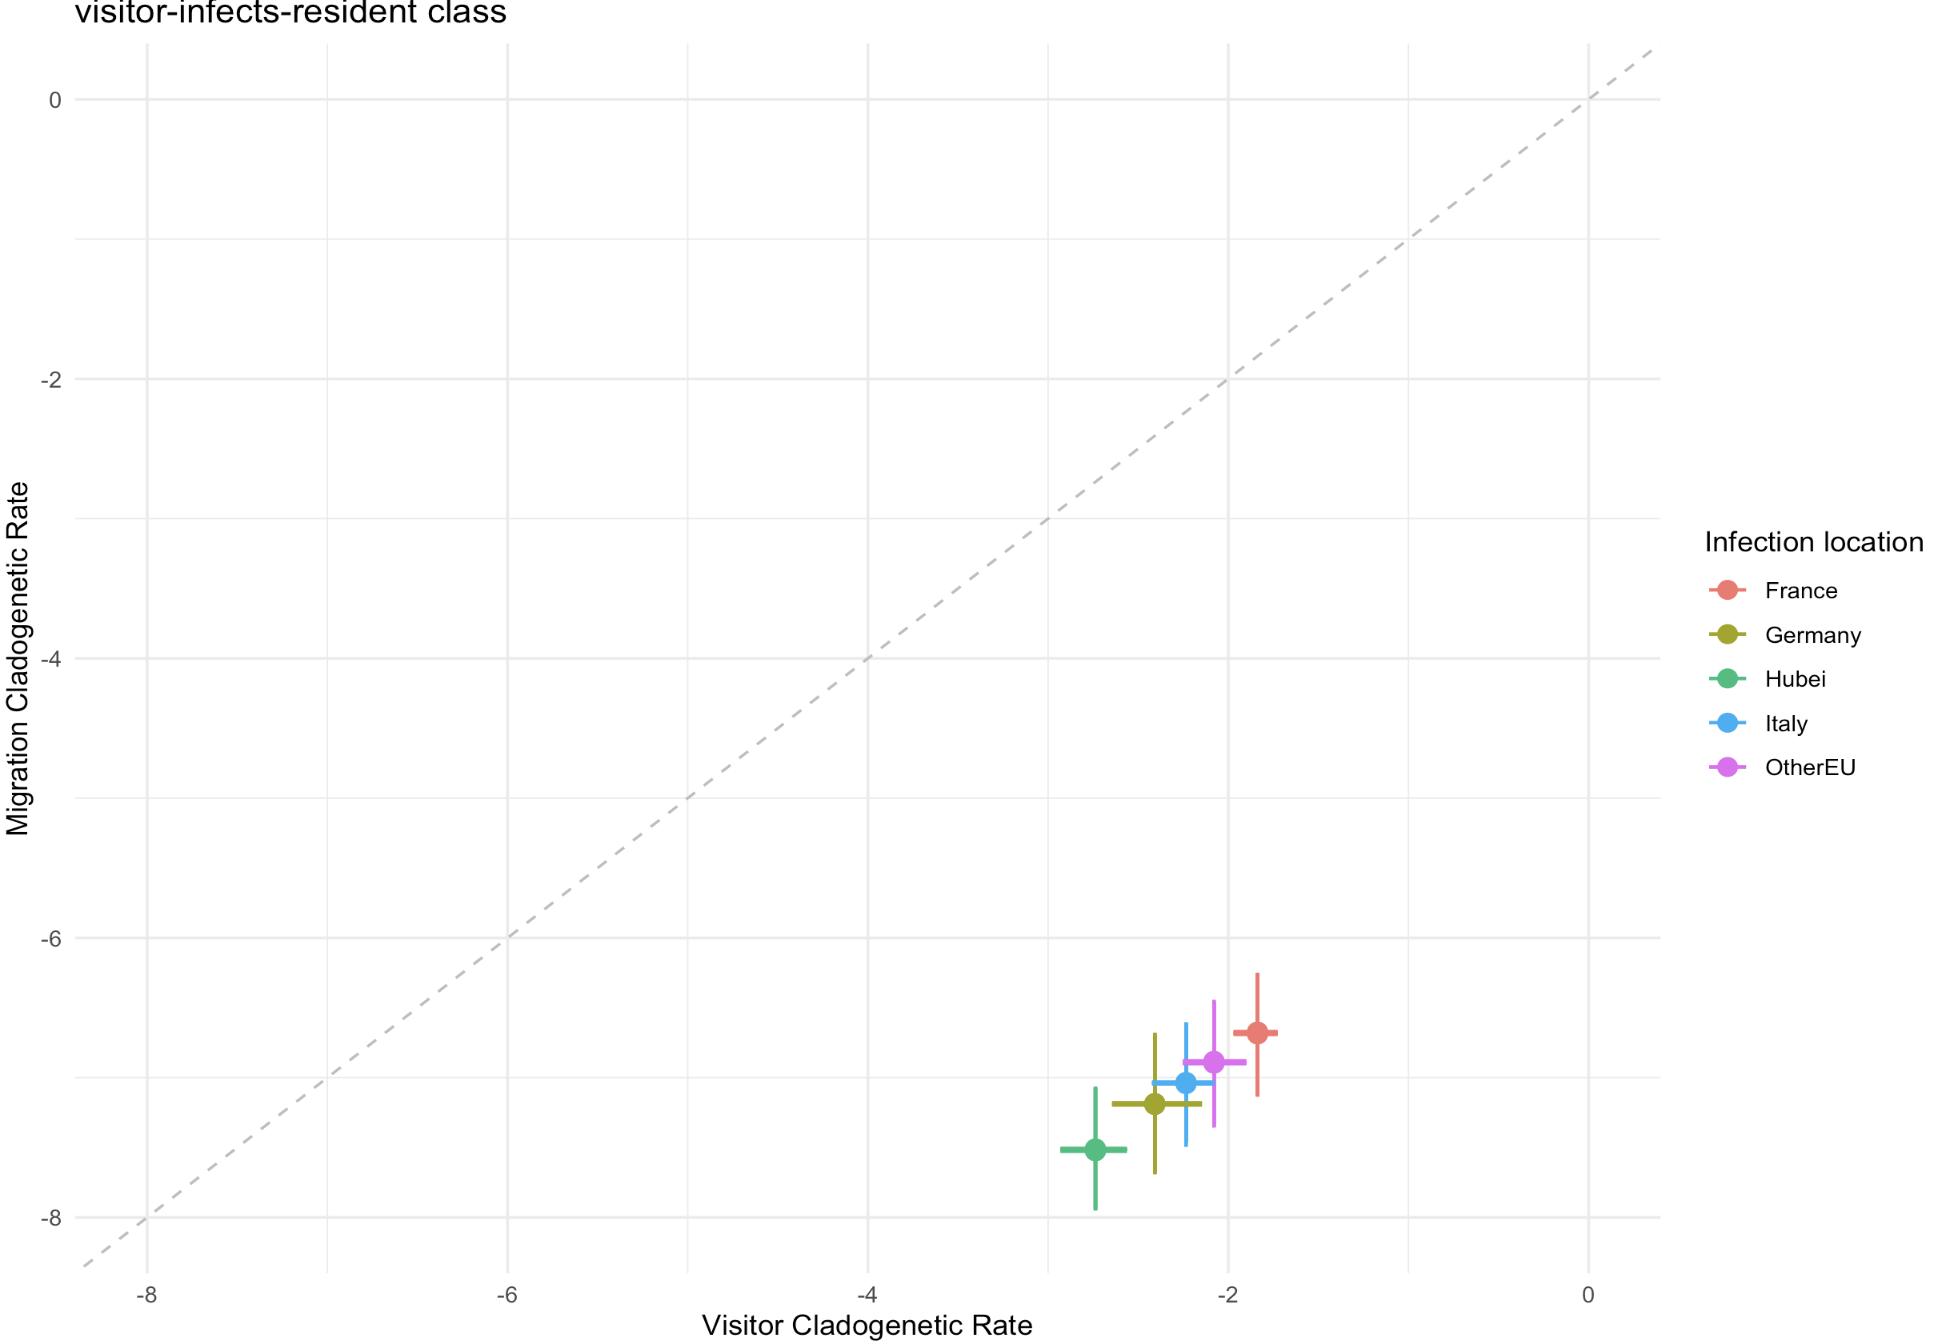 visitor-infects-resident class
0
-2
-4
-6
-8
Migration Cladogenetic Rate
-8
-6
-4
-2
0
Visitor Cladogenetic Rate
Infection location
France
Germany
Hubei
Italy
OtherEU